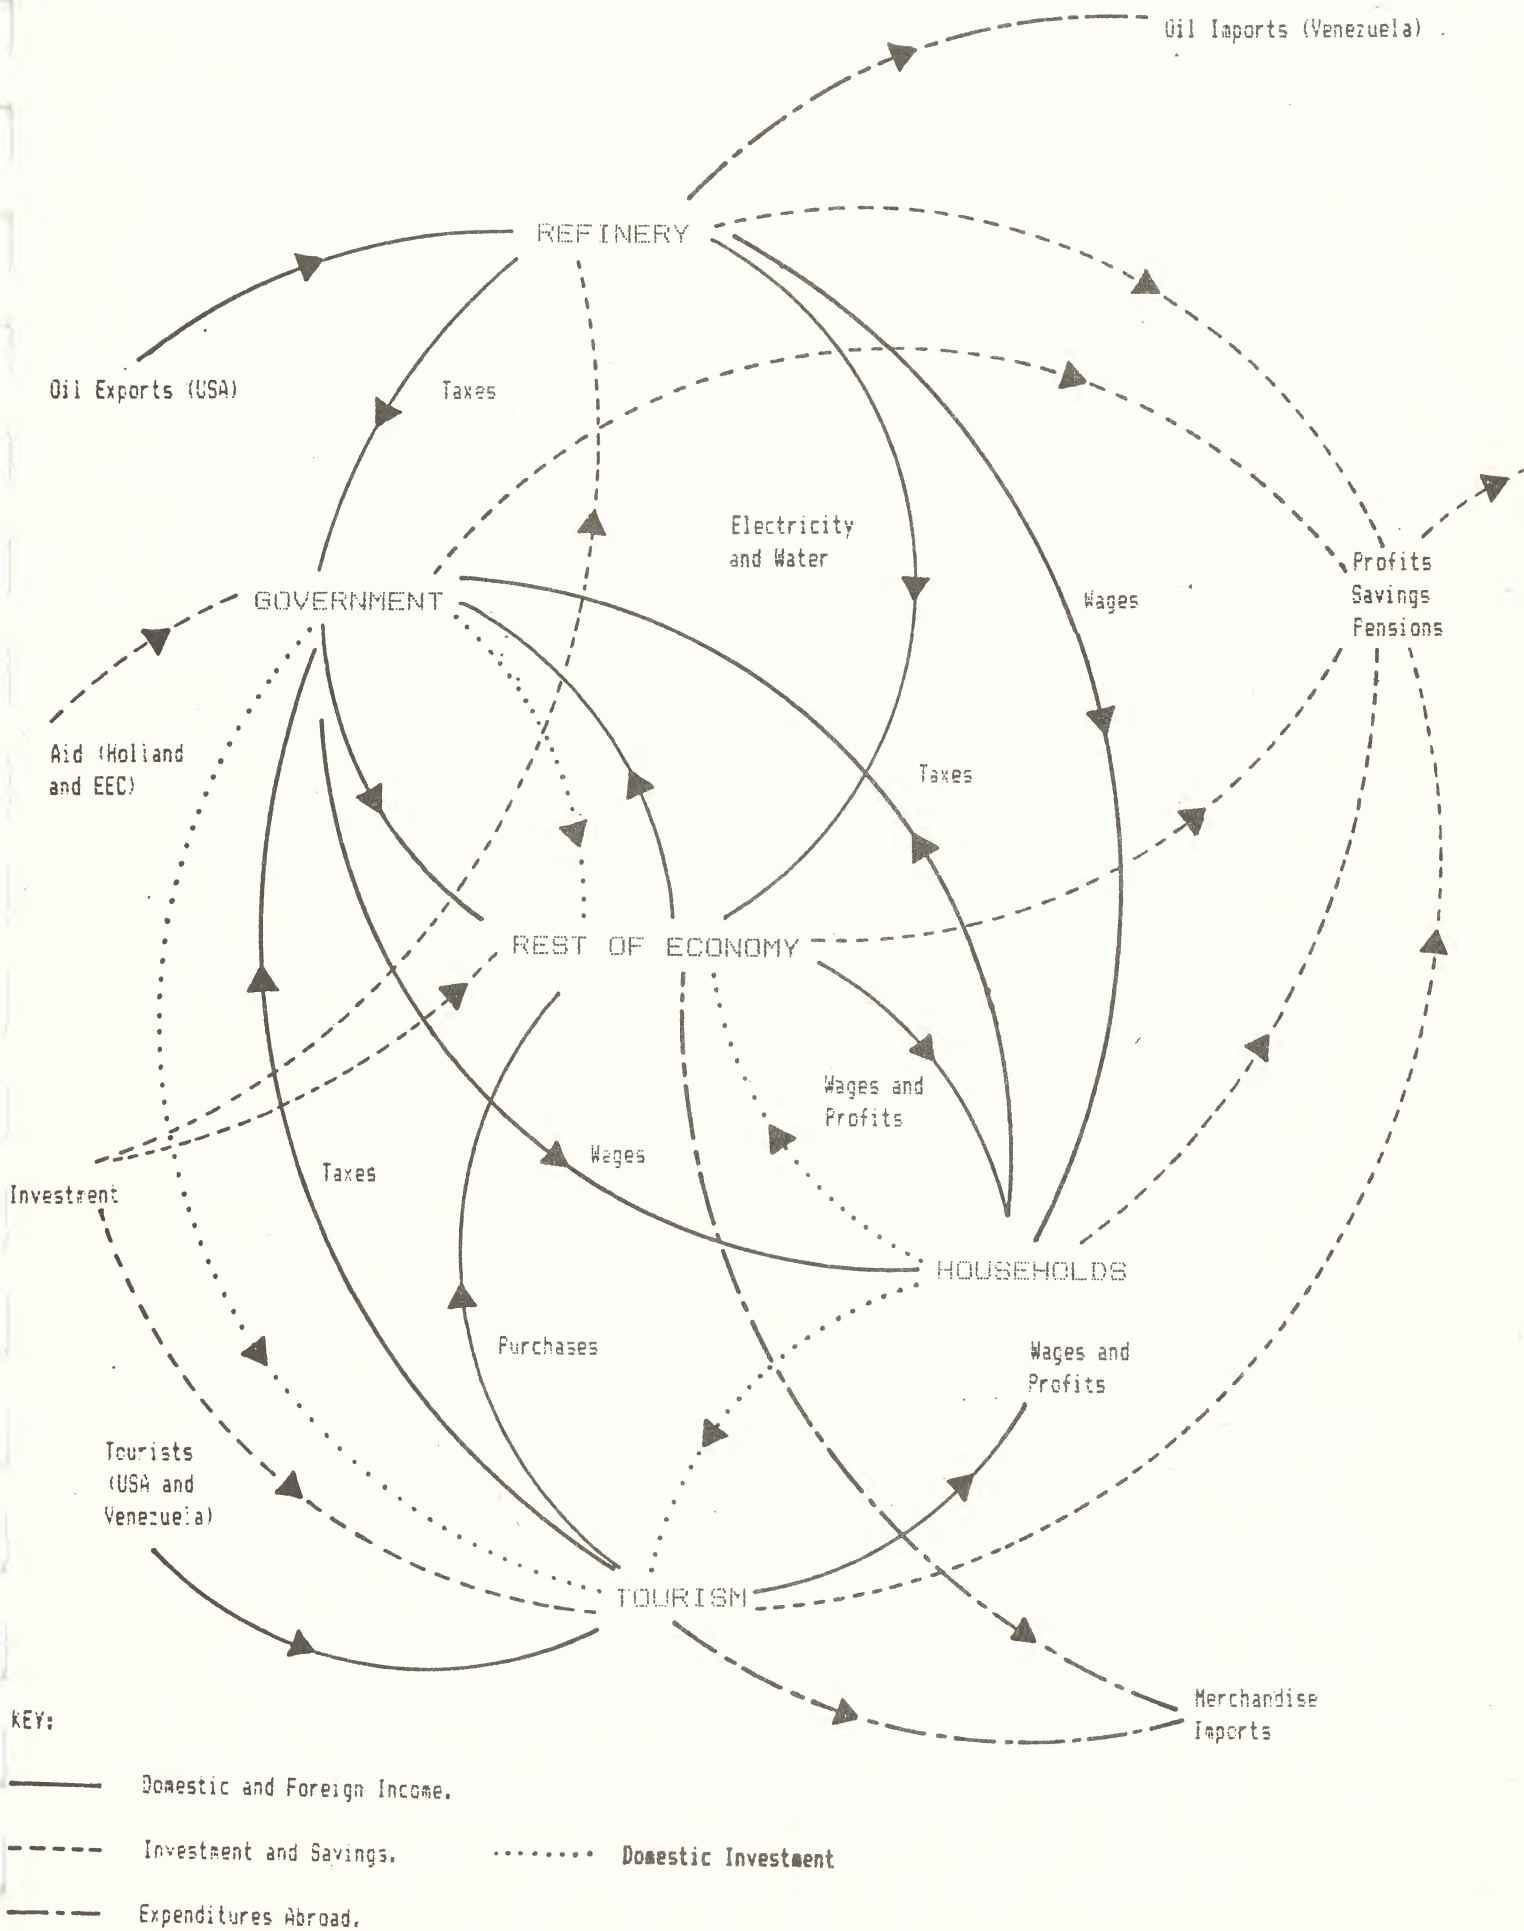 Oil Imports (Venezuela)
REFINERY
Oil Exports (USA)
Taxes
Electricity
and Water
Profits
Savings
Pensions
Wages
GOVERNMENT
Aid (Holland
and EEC)
Taxes
REST OF ECONOMY
Wages and
Profits
Wages
Taxes
Investment
HOUSEHOLDS
Purchases
Wages and
Profits
Tourists
(USA and
Venezuela)
TOURISM
Merchandise
Imports
KEY:
Domestic and Foreign Income.
Investment and Savings.
Domestic Investment
Expenditures Abroad.